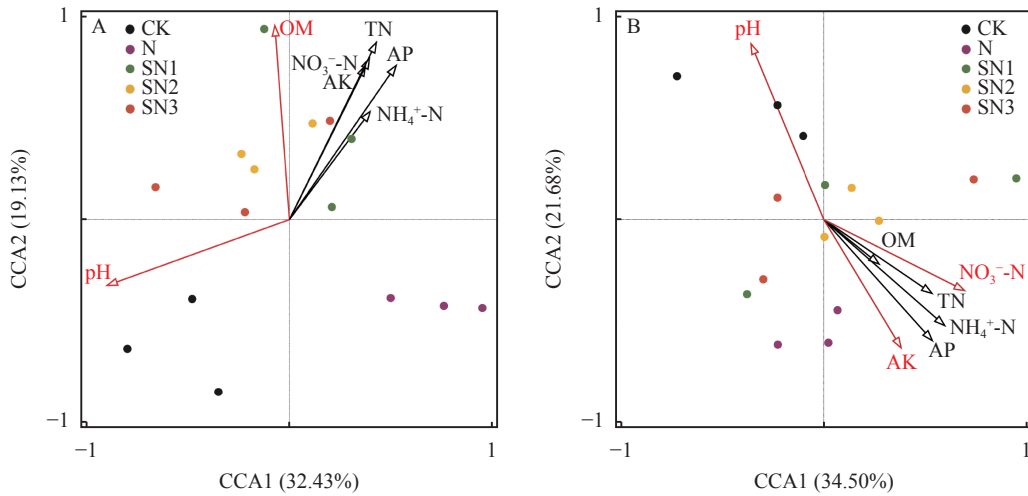 A
CK
N
SN1
SN2
SN3
OM
TN
NO₃⁻-N
AP
AK
NH₄⁺-N
pH
1
−1
−1
1
CCA2 (19.13%)
CCA1 (32.43%)
B
CK
N
SN1
SN2
SN3
pH
OM
NO₃⁻-N
TN
NH₄⁺-N
AP
AK
1
−1
−1
1
CCA2 (21.68%)
CCA1 (34.50%)